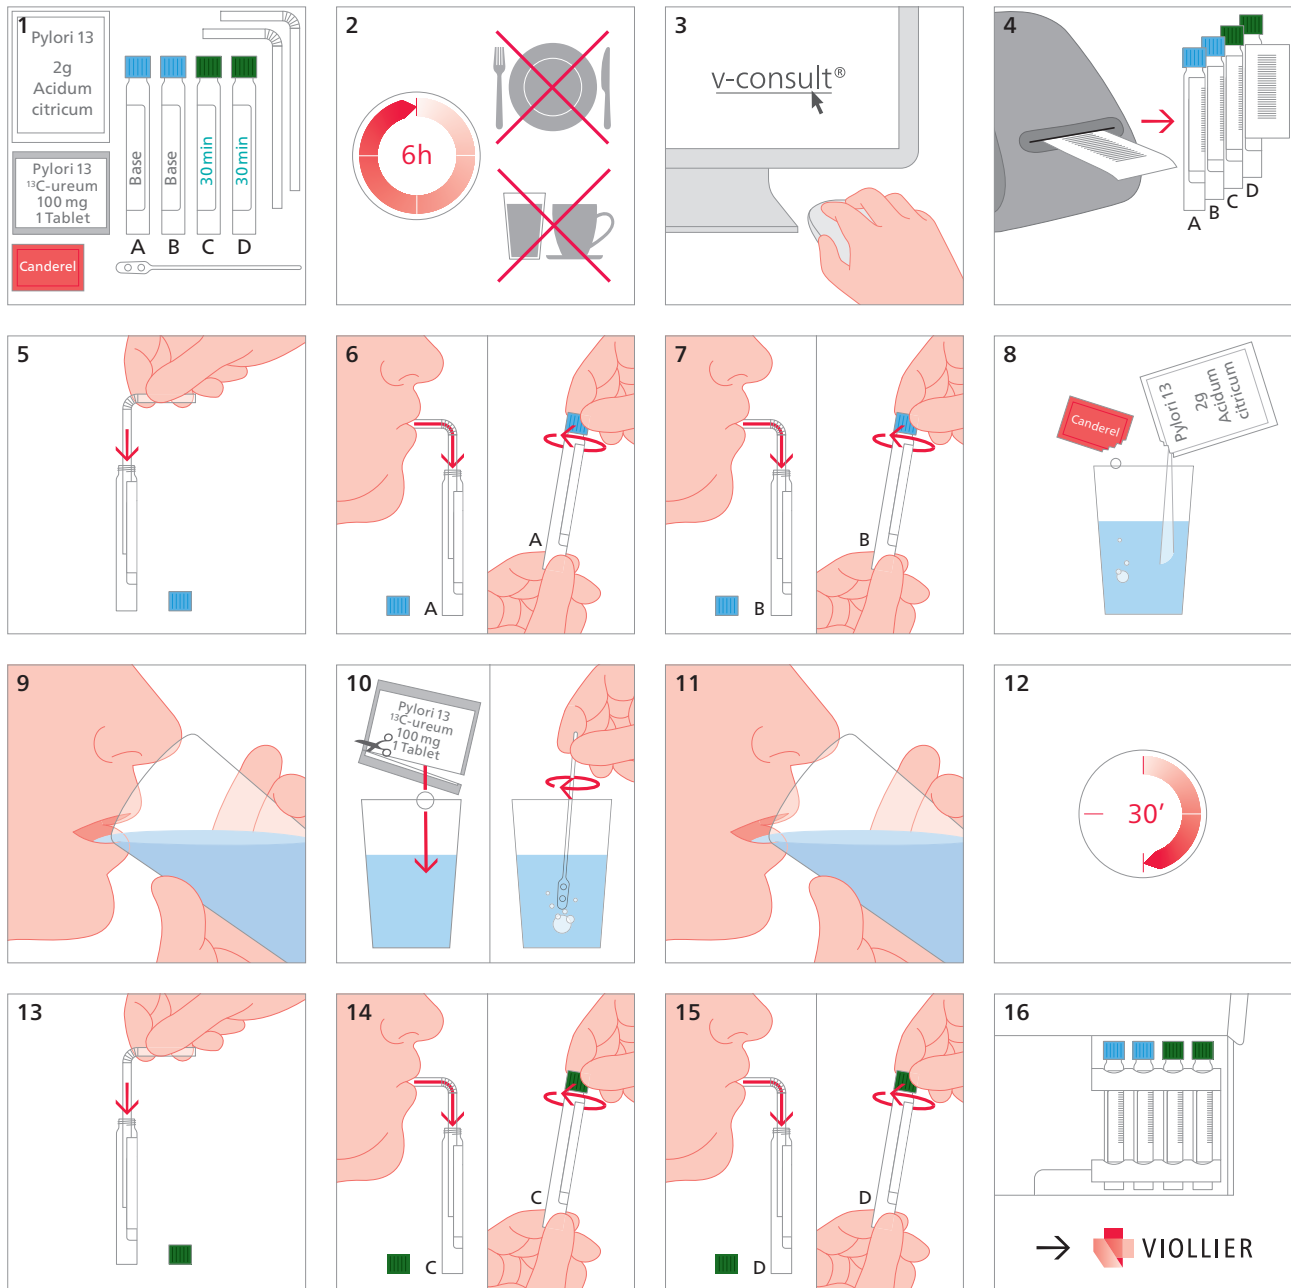 1
Pylori 13
2g
Acidum
citricum
Pylori 13
¹³C-ureum
100 mg
1 Tablet
Canderel
Base
Base
30 min
30 min
A
B
C
D
2
6h
3
v-consult®
4
A
B
C
D
5
6
A
A
7
B
B
8
Canderel
Pylori 13
2g
Acidum
citricum
9
10
Pylori 13
¹³C-ureum
100 mg
1 Tablet
11
12
30’
13
14
C
C
15
D
D
16
VIOLLIER